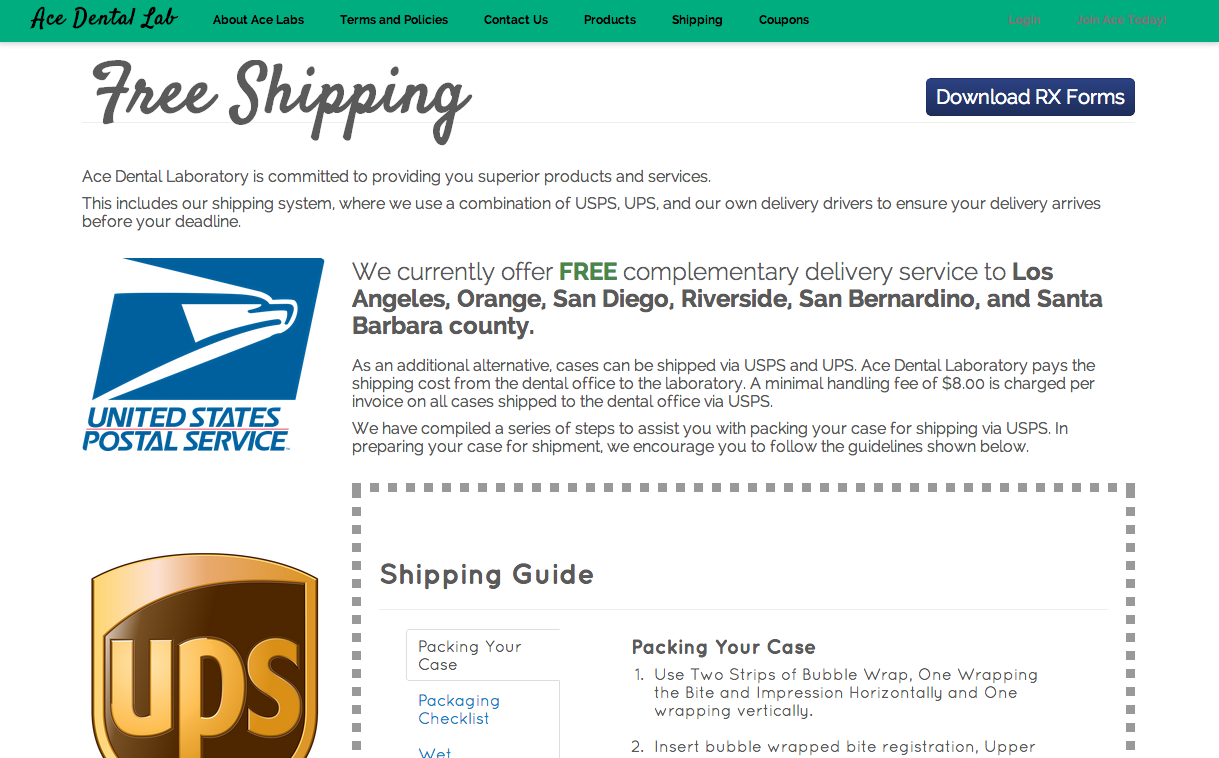 Ace Dental Lab About Ace Labs Terms and Policies Contact Us Products Shipping Coupons Login Join Ace Today!
Free Shipping
Download RX Forms
Ace Dental Laboratory is committed to providing you superior products and services.
This includes our shipping system, where we use a combination of USPS, UPS, and our own delivery drivers to ensure your delivery arrives
before your deadline.
We currently offer FREE complementary delivery service to Los
Angeles, Orange, San Diego, Riverside, San Bernardino, and Santa
Barbara county.
As an additional alternative, cases can be shipped via USPS and UPS. Ace Dental Laboratory pays the
shipping cost from the dental office to the laboratory. A minimal handling fee of $8.00 is charged per
invoice on all cases shipped to the dental office via USPS.
We have compiled a series of steps to assist you with packing your case for shipping via USPS. In
preparing your case for shipment, we encourage you to follow the guidelines shown below.
UNITED STATES
POSTAL SERVICE™
ups
Shipping Guide
Packing Your
Case
Packaging
Checklist
Wet
Packing Your Case
1. Use Two Strips of Bubble Wrap, One Wrapping
the Bite and Impression Horizontally and One
wrapping vertically.
2. Insert bubble wrapped bite registration, Upper